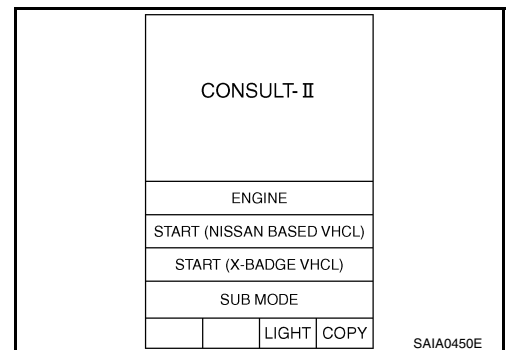 CONSULT-II
ENGINE
START (NISSAN BASED VHCL)
START (X-BADGE VHCL)
SUB MODE
LIGHT COPY
SAIA0450E